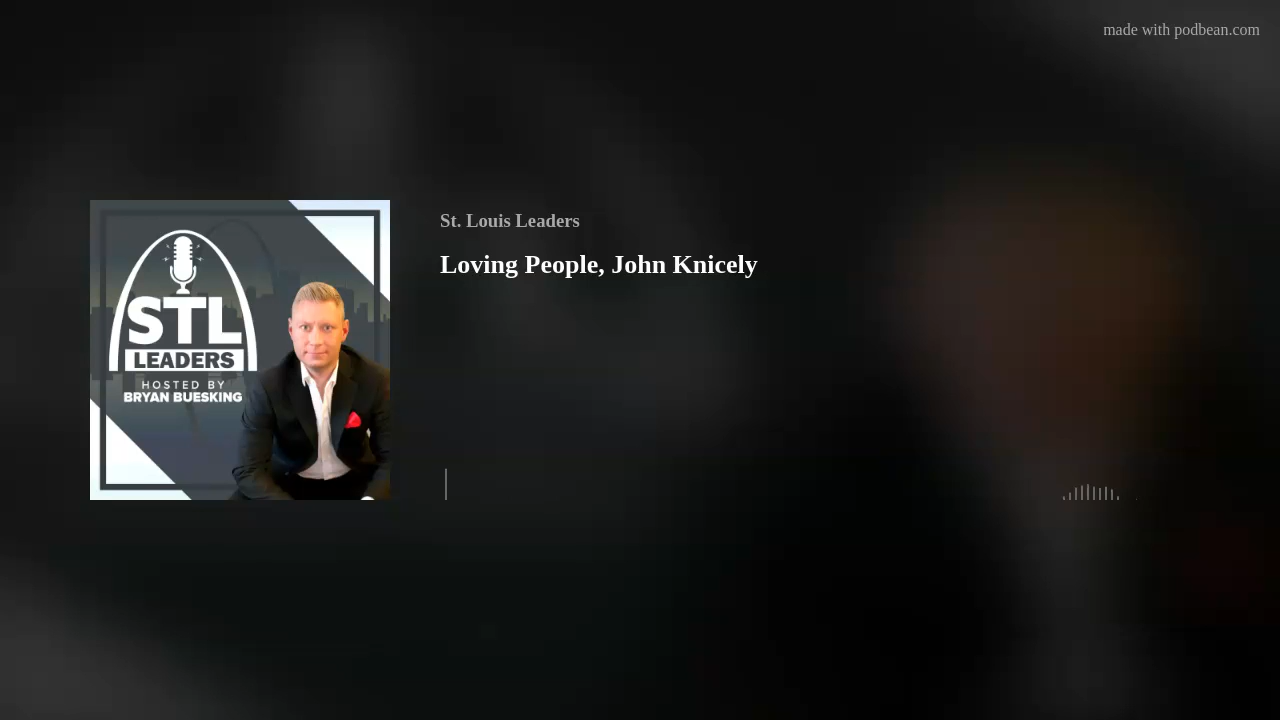 made with podbean.com
St. Louis Leaders
Loving People, John Knicely
STL
LEADERS
HOSTED BY
BRYAN BUESKING